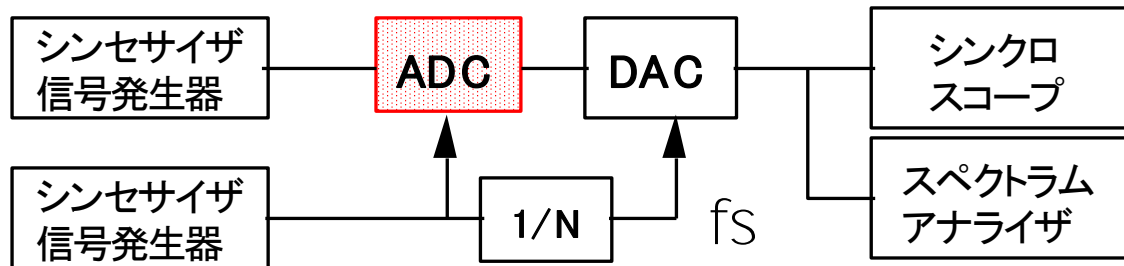 シンセサイザ
信号発生器
ADC
DAC
シンクロ
スコープ
シンセサイザ
信号発生器
1/N
fs
スペクトラム
アナライザ